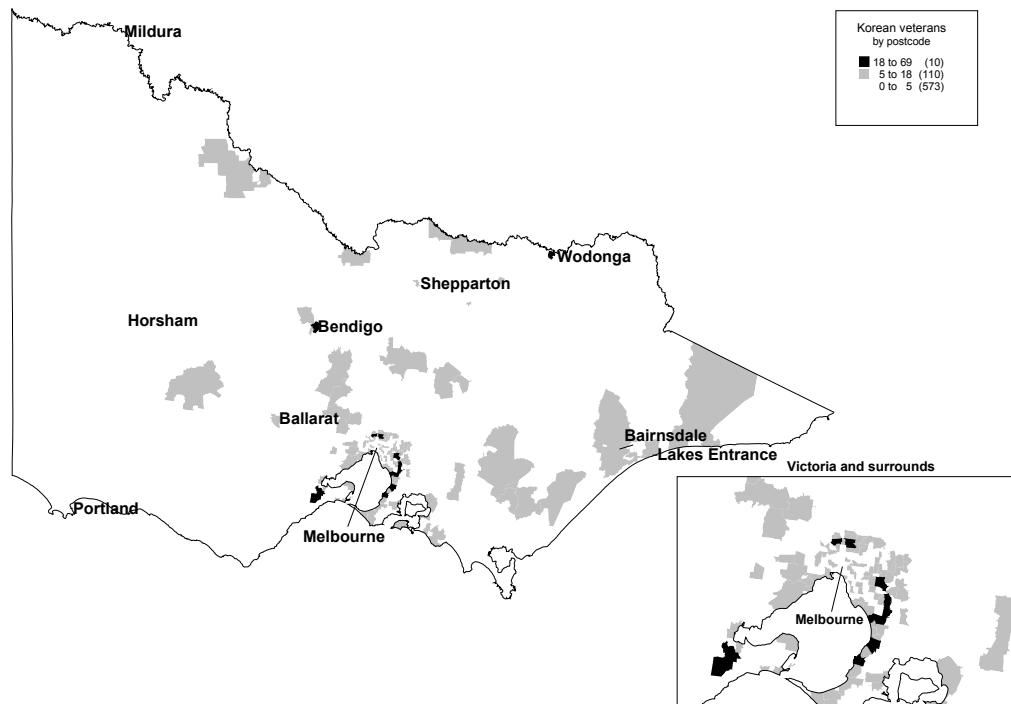 Mildura
Korean veterans
by postcode
18 to 69 (10)
5 to 18 (110)
0 to 5 (573)
Wodonga
Shepparton
Horsham
Bendigo
Ballarat
Bairnsdale
Lakes Entrance
Victoria and surrounds
Portland
Melbourne
Melbourne